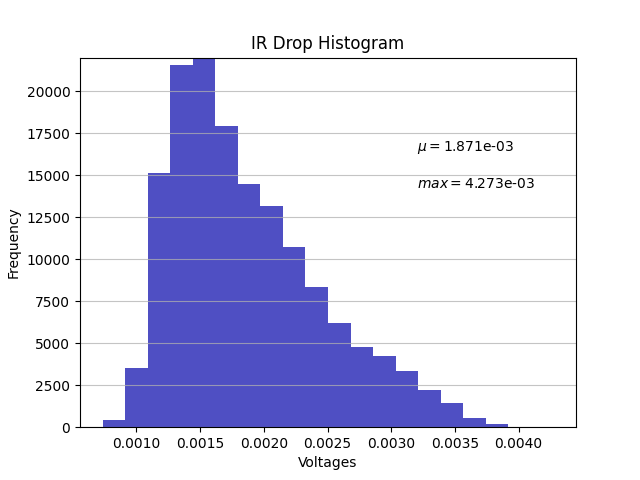 IR Drop Histogram
20000
17500
15000
12500
10000
7500
5000
2500
0
Frequency
μ = 1.871e-03
max = 4.273e-03
0.0010 0.0015 0.0020 0.0025 0.0030 0.0035 0.0040
Voltages